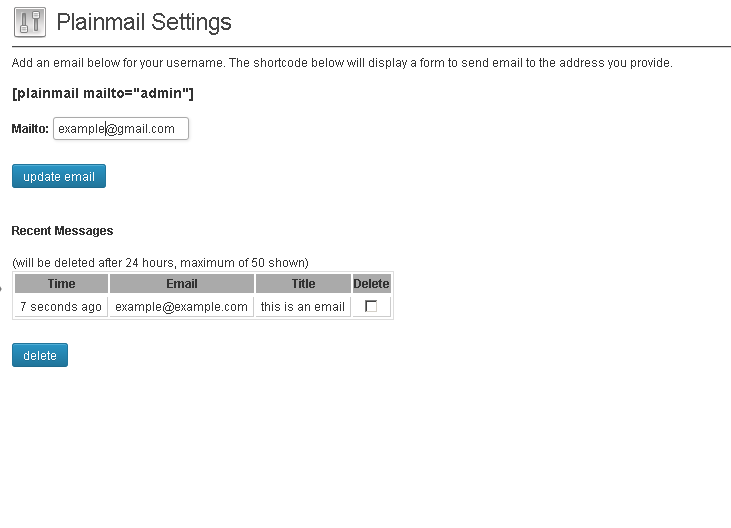 Plainmail Settings
Add an email below for your username. The shortcode below will display a form to send email to the address you provide.
[plainmail mailto="admin"]
Mailto: example@gmail.com
update email
Recent Messages
(will be deleted after 24 hours, maximum of 50 shown)
Time Email Title Delete
7 seconds ago example@example.com this is an email
delete